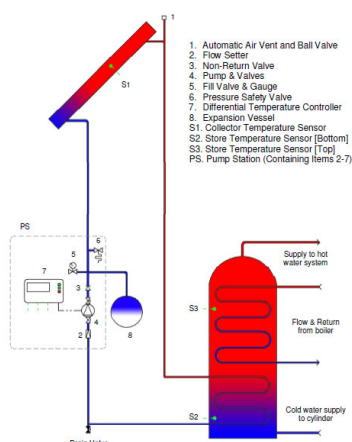 1
1. Automatic Air Vent and Ball Valve
2. Flow Setter
3. Non-Return Valve
4. Pump & Valves
5. Fill Valve & Gauge
6. Pressure Safety Valve
7. Differential Temperature Controller
8. Expansion Vessel
S1. Collector Temperature Sensor
S2. Store Temperature Sensor [Bottom]
S3. Store Temperature Sensor [Top]
PS. Pump Station (Containing Items 2-7)
S1
PS
6
5
7
3
4
2
8
Supply to hot
water system
S3
Flow & Return
from boiler
S2
Cold water supply
to cylinder
Drain Valve